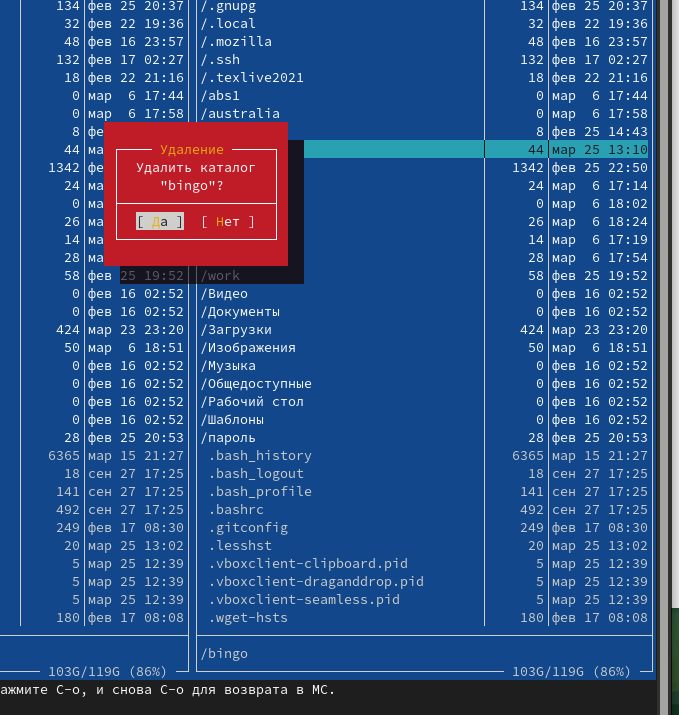 134 фев 25 20:37 /.gnupg 134 фев 25 20:37
32 фев 22 19:36 /.local 32 фев 22 19:36
48 фев 16 23:57 /.mozilla 48 фев 16 23:57
132 фев 17 02:27 /.ssh 132 фев 17 02:27
18 фев 22 21:16 /.texlive2021 18 фев 22 21:16
0 мар 6 17:44 /abs1 0 мар 6 17:44
0 мар 6 17:58 /australia 0 мар 6 17:58
8 фе 8 фев 25 14:43
44 ма 44 мар 25 13:10
1342 фе 1342 фев 25 22:50
24 ма 24 мар 6 17:14
0 ма 0 мар 6 18:02
26 ма 26 мар 6 18:24
14 ма 14 мар 6 17:19
28 ма 28 мар 6 17:54
Удаление
Удалить каталог
"bingo"?
[ Да ] [ Нет ]
58 фев 25 19:52 /work 58 фев 25 19:52
0 фев 16 02:52 /Видео 0 фев 16 02:52
0 фев 16 02:52 /Документы 0 фев 16 02:52
424 мар 23 23:20 /Загрузки 424 мар 23 23:20
50 мар 6 18:51 /Изображения 50 мар 6 18:51
0 фев 16 02:52 /Музыка 0 фев 16 02:52
0 фев 16 02:52 /Общедоступные 0 фев 16 02:52
0 фев 16 02:52 /Рабочий стол 0 фев 16 02:52
0 фев 16 02:52 /Шаблоны 0 фев 16 02:52
28 фев 25 20:53 /пароль 28 фев 25 20:53
6365 мар 15 21:27 .bash_history 6365 мар 15 21:27
18 сен 27 17:25 .bash_logout 18 сен 27 17:25
141 сен 27 17:25 .bash_profile 141 сен 27 17:25
492 сен 27 17:25 .bashrc 492 сен 27 17:25
249 фев 17 08:30 .gitconfig 249 фев 17 08:30
20 мар 25 13:02 .lesshst 20 мар 25 13:02
5 мар 25 12:39 .vboxclient-clipboard.pid 5 мар 25 12:39
5 мар 25 12:39 .vboxclient-draganddrop.pid 5 мар 25 12:39
5 мар 25 12:39 .vboxclient-seamless.pid 5 мар 25 12:39
180 фев 17 08:08 .wget-hsts 180 фев 17 08:08
/bingo
103G/119G (86%) 103G/119G (86%)
ажмите C-o, и снова C-o для возврата в MC.